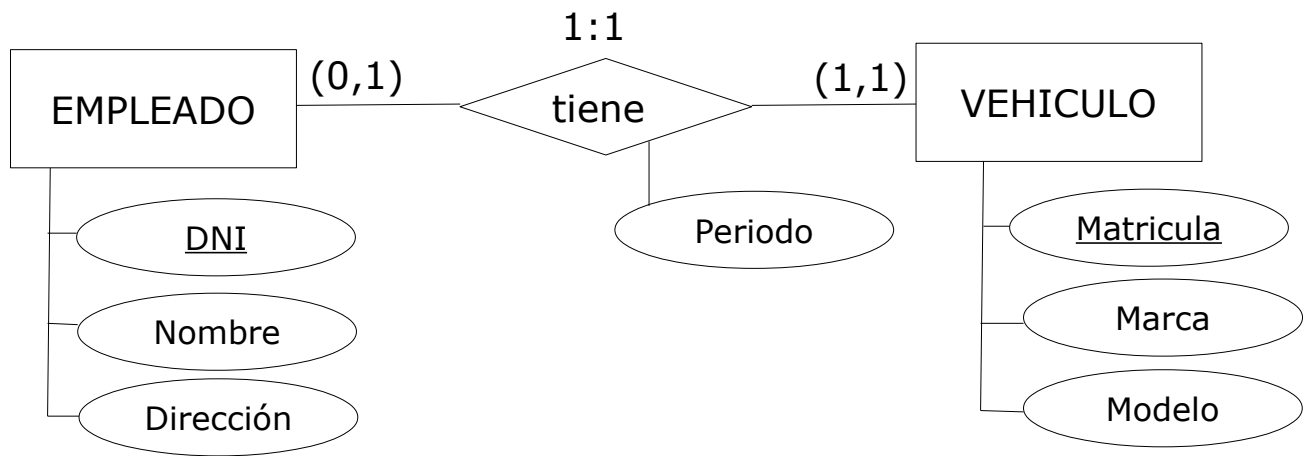 1:1
EMPLEADO
(0,1)
tiene
(1,1)
VEHICULO
DNI
Nombre
Dirección
Periodo
Matricula
Marca
Modelo